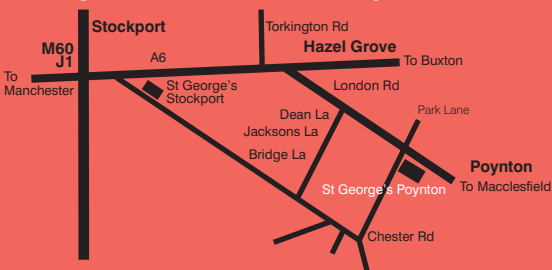 Stockport
Torkington Rd
M60
J1
A6
Hazel Grove
To Buxton
To
Manchester
St George's
Stockport
London Rd
Dean La
Jacksons La
Bridge La
Park Lane
Poynton
To Macclesfield
St George's Poynton
Chester Rd